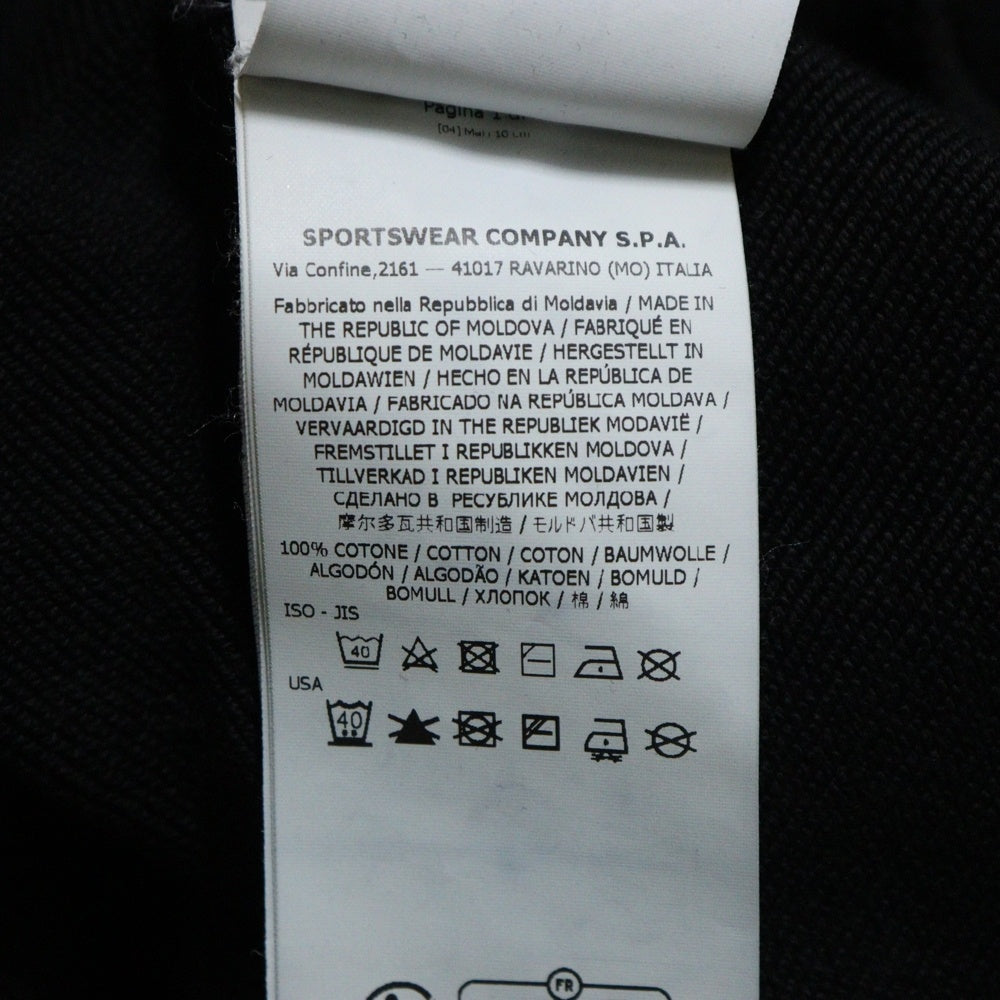 Pagina 1
[04]
SPORTSWEAR COMPANY S.P.A.
Via Confine,2161 — 41017 RAVARINO (MO) ITALIA
Fabbricato nella Repubblica di Moldavia / MADE IN
THE REPUBLIC OF MOLDOVA / FABRIQUÉ EN
RÉPUBLIQUE DE MOLDAVIE / HERGESTELLT IN
MOLDAWIEN / HECHO EN LA REPÚBLICA DE
MOLDAVIA / FABRICADO NA REPÚBLICA MOLDAVA /
VERVAARDIGD IN THE REPUBLIEK MODAVIË /
FREMSTILLET I REPUBLIKKEN MOLDOVA /
TILLVERKAD I REPUBLIKEN MOLDAVIEN /
СДЕЛАНО В РЕСУБЛИКЕ МОЛДОВА /
摩尔多瓦共和国制造 / モルドバ共和国製
100% COTONE / COTTON / COTON / BAUMWOLLE /
ALGODÓN / ALGODÃO / KATOEN / BOMULD /
BOMULL / ХЛОПОК / 棉 / 綿
ISO - JIS
40
USA
40
FR